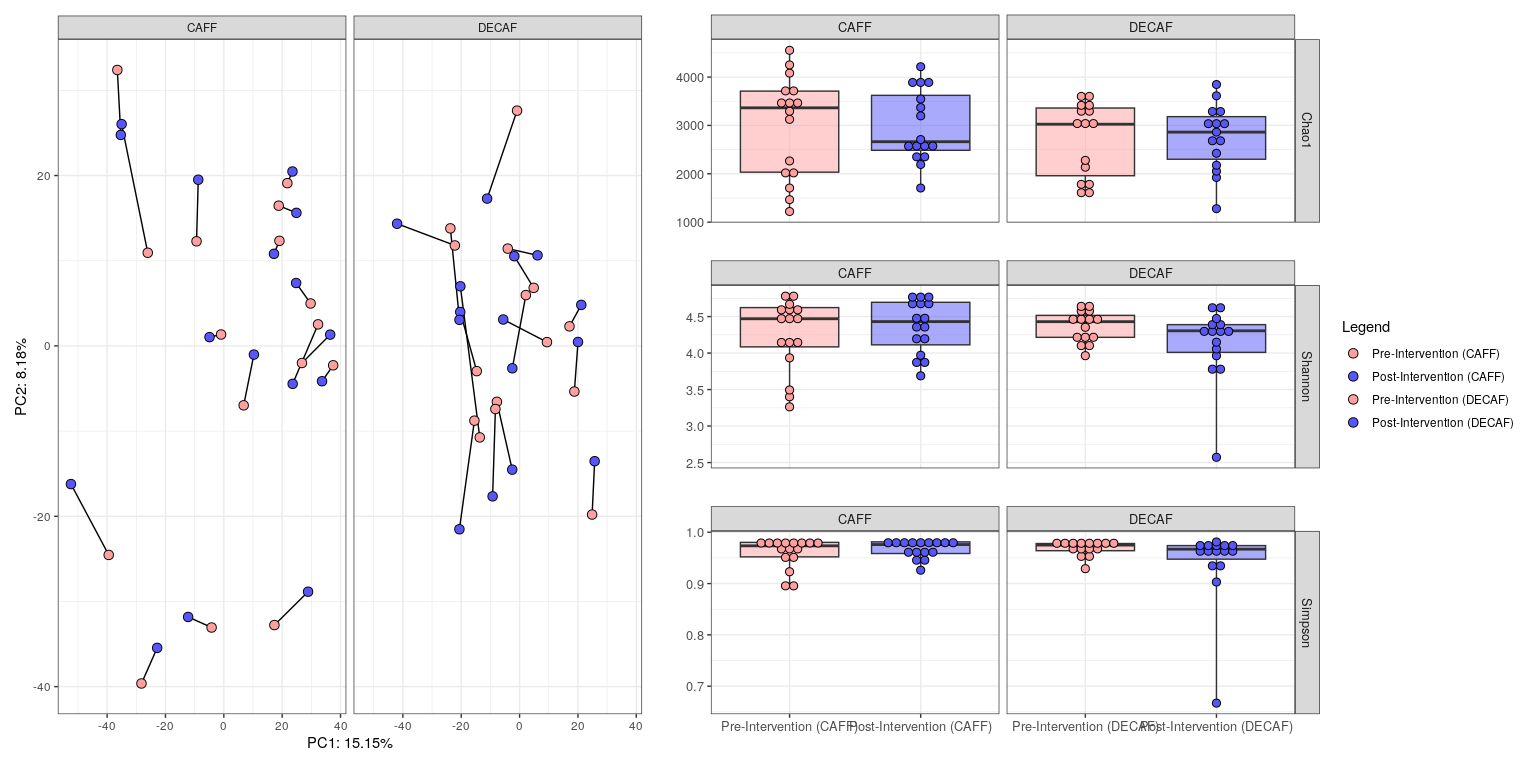 CAFF DECAF
20
0
-20
-40
-40 -20 0 20 40 -40 -20 0 20 40
PC1: 15.15%
PC2: 8.18%
CAFF DECAF
4000
3000
2000
1000
Chao1
CAFF DECAF
4.5
4.0
3.5
3.0
2.5
Shannon
CAFF DECAF
1.0
0.9
0.8
0.7
Simpson
Pre-Intervention (CAFF) Post-Intervention (CAFF) Pre-Intervention (DECAF) Post-Intervention (DECAF)
Legend
Pre-Intervention (CAFF)
Post-Intervention (CAFF)
Pre-Intervention (DECAF)
Post-Intervention (DECAF)